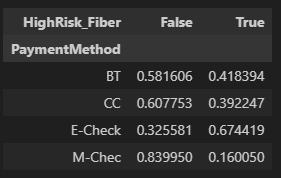 HighRisk_Fiber False True
PaymentMethod
BT 0.581606 0.418394
CC 0.607753 0.392247
E-Check 0.325581 0.674419
M-Chec 0.839950 0.160050